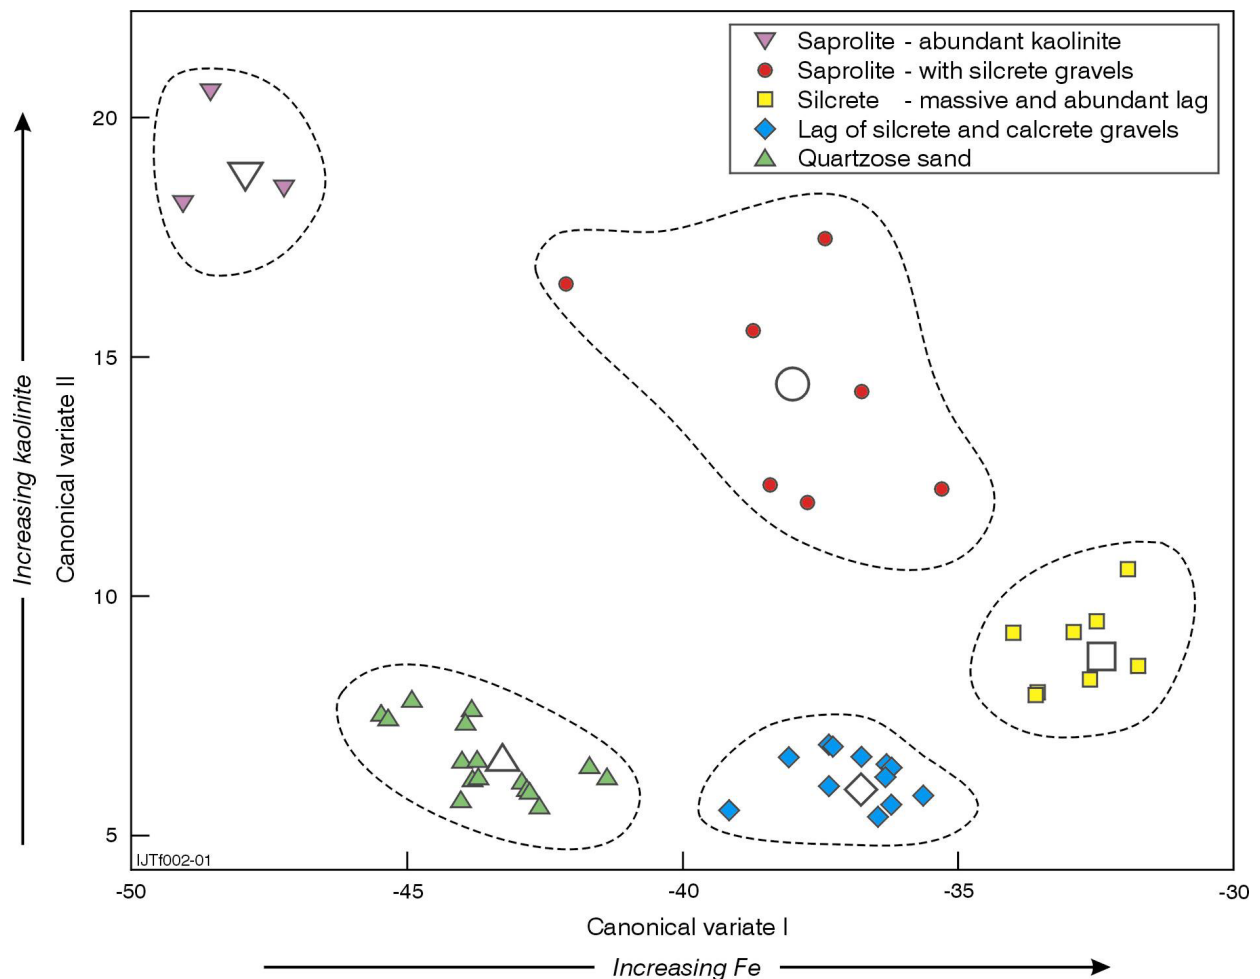 Saprolite - abundant kaolinite
Saprolite - with silcrete gravels
Silcrete - massive and abundant lag
Lag of silcrete and calcrete gravels
Quartzose sand
20
15
10
5
Increasing kaolinite
Canonical variate II
IJTf002-01
-50
-45
-40
-35
-30
Canonical variate I
Increasing Fe